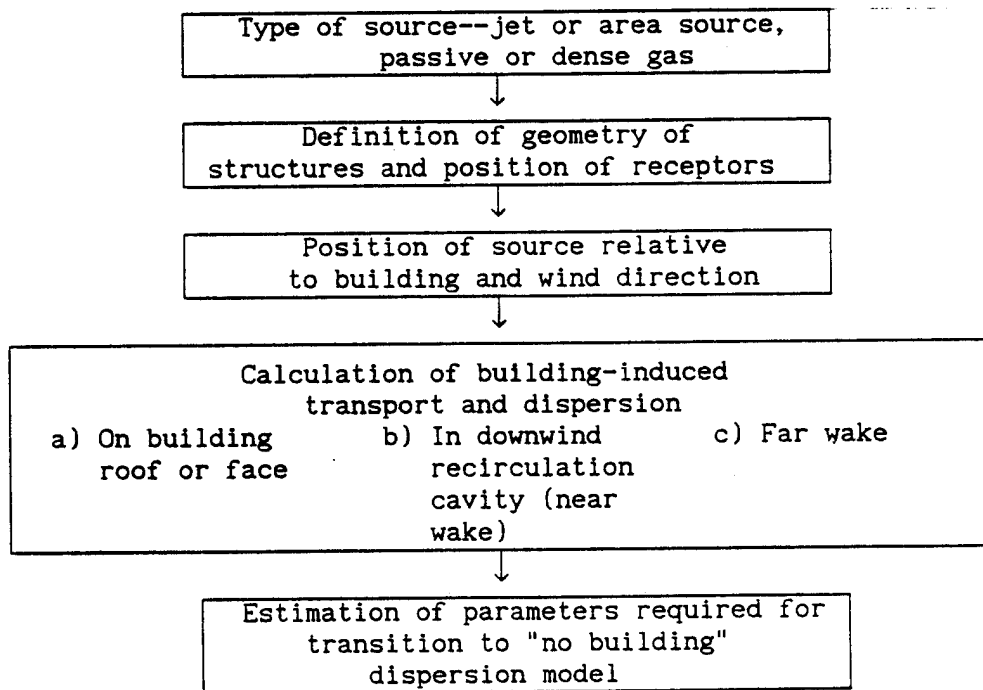 Type of source--jet or area source,
passive or dense gas
Definition of geometry of
structures and position of receptors
Position of source relative
to building and wind direction
Calculation of building-induced
transport and dispersion
a) On building
roof or face
b) In downwind
recirculation
cavity (near
wake)
c) Far wake
Estimation of parameters required for
transition to "no building"
dispersion model